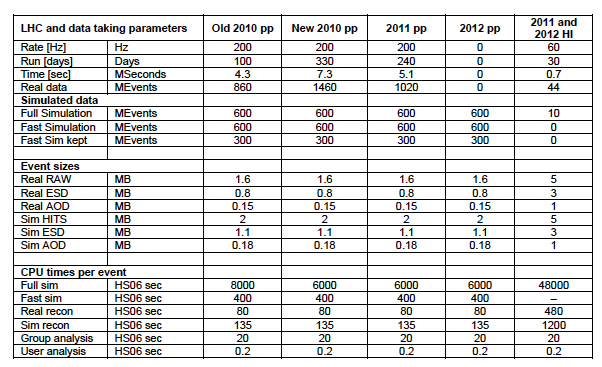 LHC and data taking parameters Old 2010 pp New 2010 pp 2011 pp 2012 pp 2011 and 2012 HI
Rate [Hz] Hz 200 200 200 0 60
Run [days] Days 100 330 240 0 30
Time [sec] MSeconds 4.3 7.3 5.1 0 0.7
Real data MEvents 860 1460 1020 0 44
Simulated data
Full Simulation MEvents 600 600 600 600 10
Fast Simulation MEvents 600 600 600 600 0
Fast Sim kept MEvents 300 300 300 300 0
Event sizes
Real RAW MB 1.6 1.6 1.6 1.6 5
Real ESD MB 0.8 0.8 0.8 0.8 3
Real AOD MB 0.15 0.15 0.15 0.15 1
Sim HITS MB 2 2 2 2 5
Sim ESD MB 1.1 1.1 1.1 1.1 3
Sim AOD MB 0.18 0.18 0.18 0.18 1
CPU times per event
Full sim HS06 sec 8000 6000 6000 6000 48000
Fast sim HS06 sec 400 400 400 400 –
Real recon HS06 sec 80 80 80 80 480
Sim recon HS06 sec 135 135 135 135 1200
Group analysis HS06 sec 20 20 20 20 20
User analysis HS06 sec 0.2 0.2 0.2 0.2 0.2